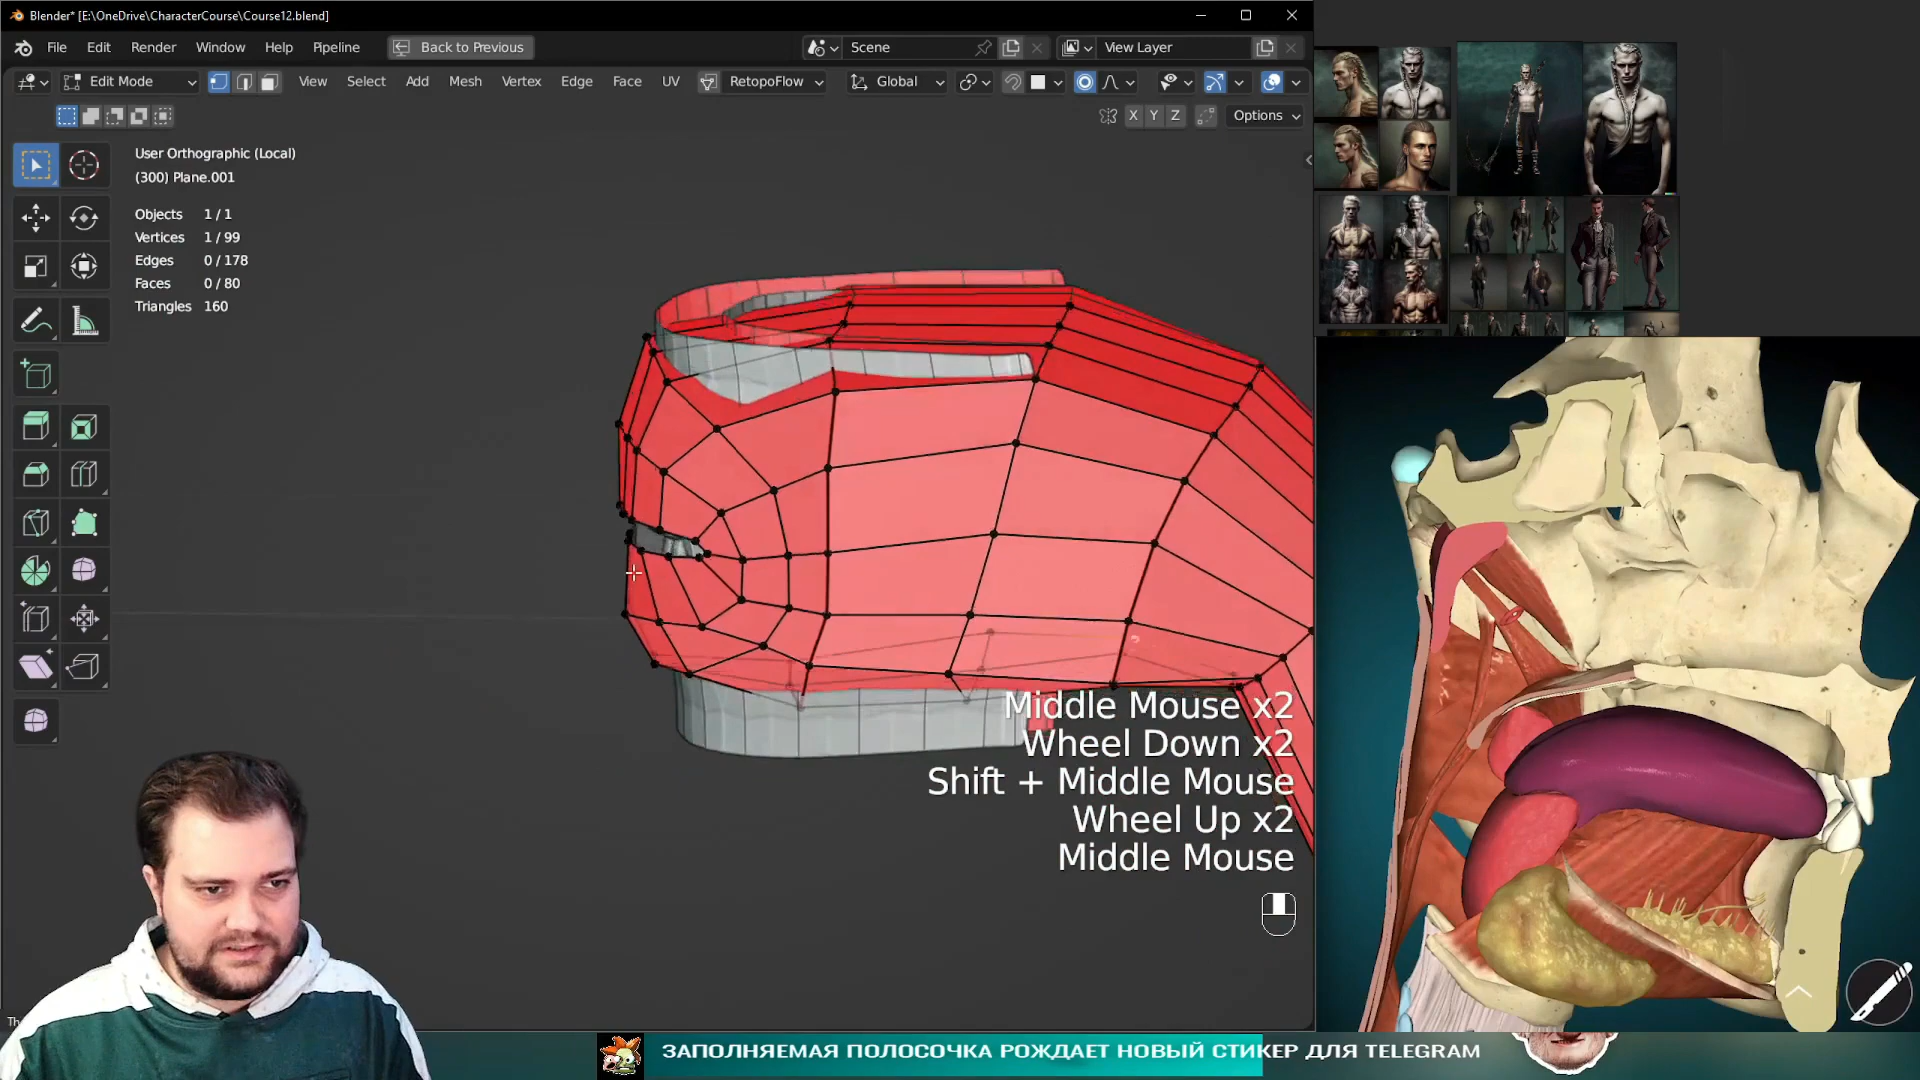 Blender* [E:\OneDrive\CharacterCourse\Course12.blend]
File Edit Render Window Help Pipeline Back to Previous Scene View Layer
Edit Mode View Select Add Mesh Vertex Edge Face UV RetopoFlow Global
X Y Z Options
User Orthographic (Local)
(300) Plane.001
Objects 1 / 1
Vertices 1 / 99
Edges 0 / 178
Faces 0 / 80
Triangles 160
Middle Mouse x2
Wheel Down x2
Shift + Middle Mouse
Wheel Up x2
Middle Mouse
ЗАПОЛНЯЕМАЯ ПОЛОСОЧКА РОЖДАЕТ НОВЫЙ СТИКЕР ДЛЯ TELEGRAM